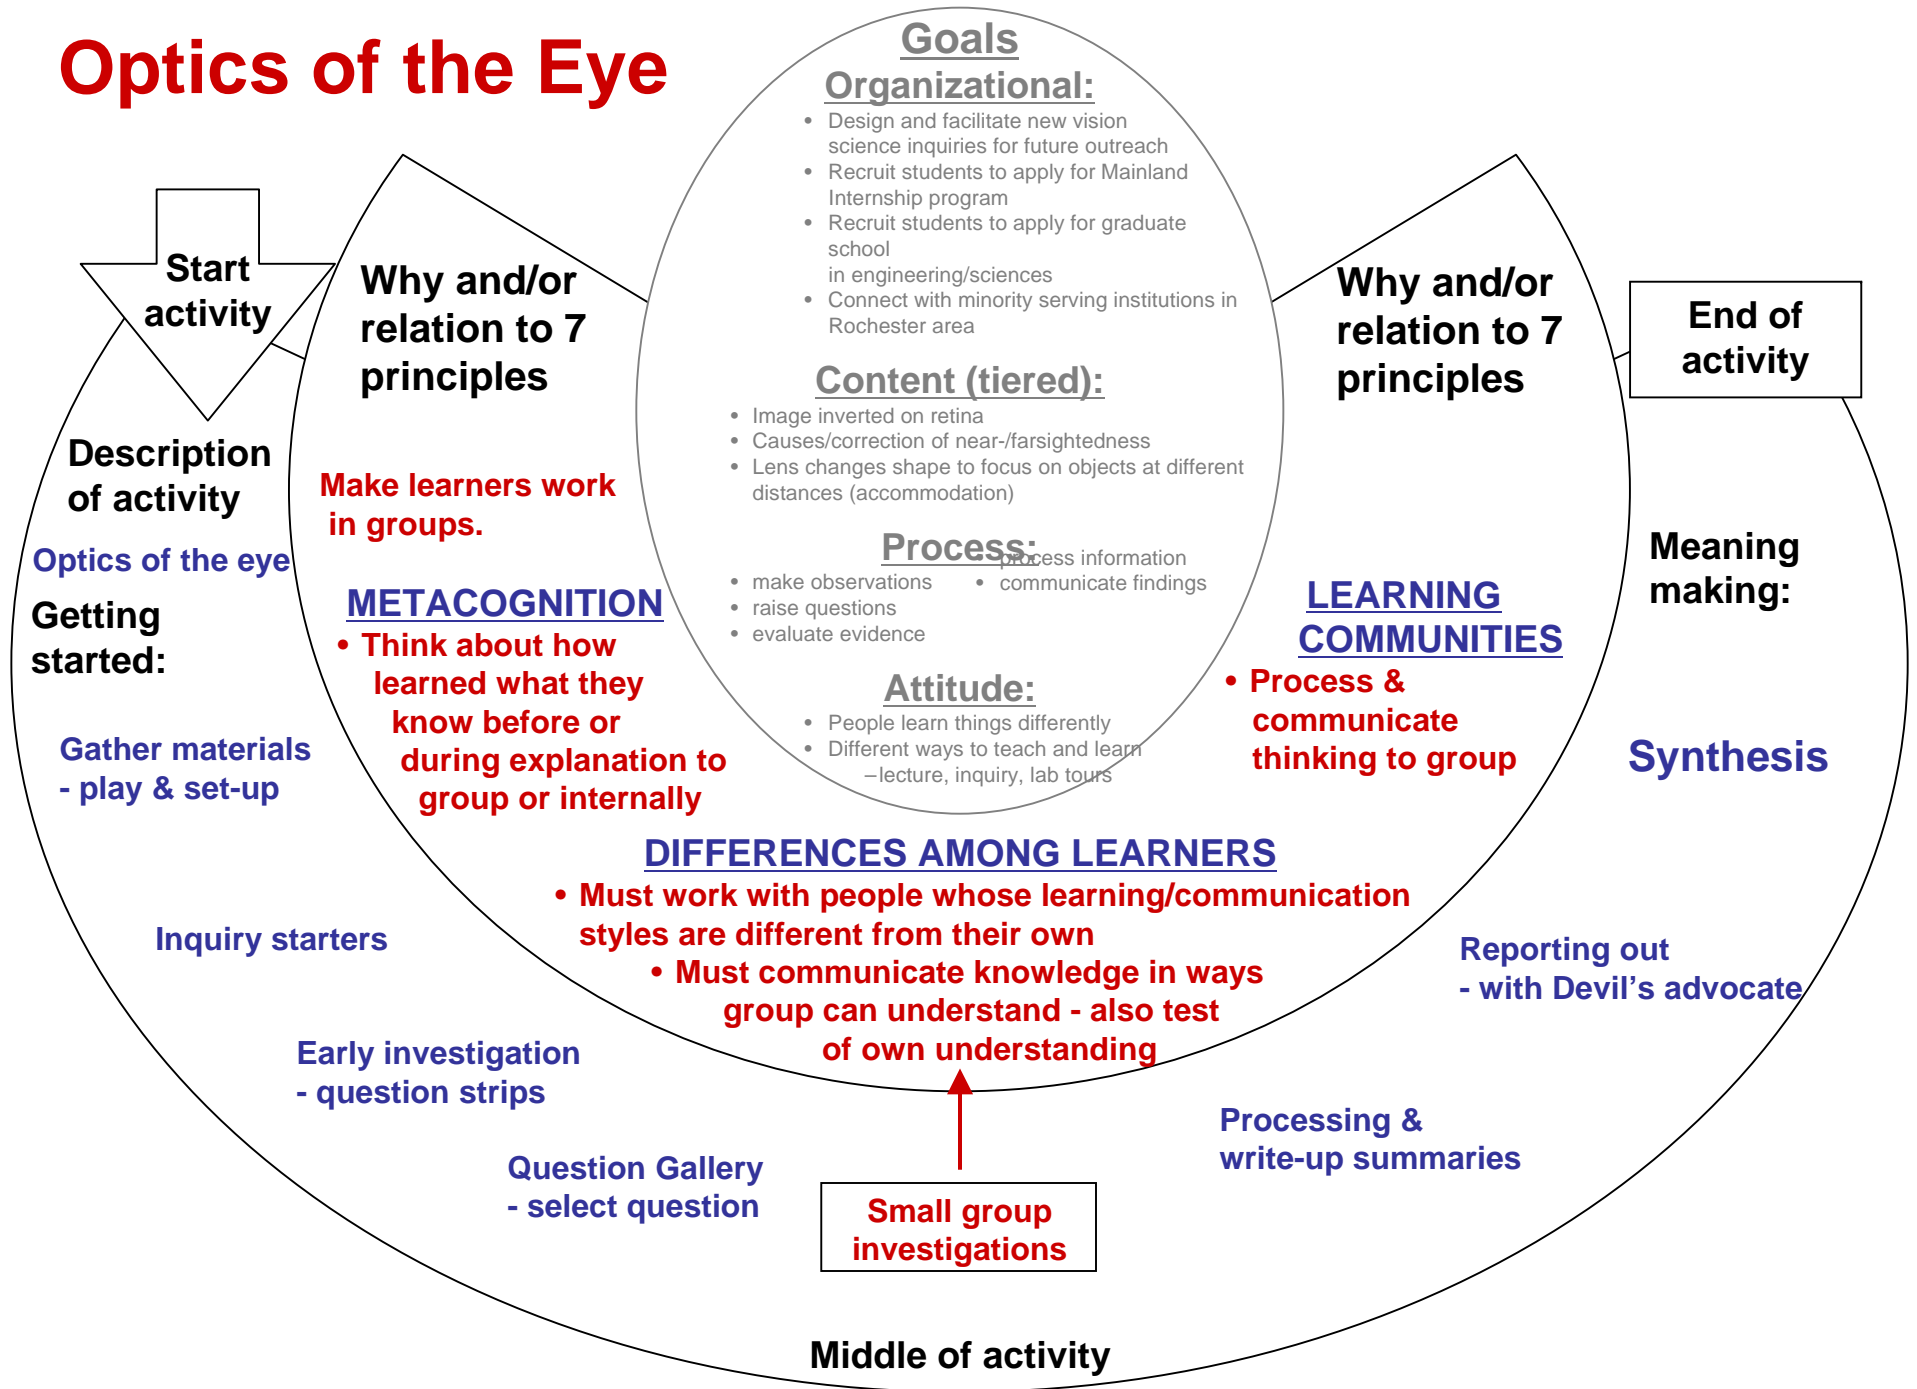 Optics of the Eye
Goals
Organizational:
• Design and facilitate new vision
science inquiries for future outreach
• Recruit students to apply for Mainland
Internship program
• Recruit students to apply for graduate
school
in engineering/sciences
• Connect with minority serving institutions in
Rochester area
Content (tiered):
• Image inverted on retina
• Causes/correction of near-/farsightedness
• Lens changes shape to focus on objects at different
distances (accommodation)
Process:
• make observations
• raise questions
• evaluate evidence
• process information
• communicate findings
Attitude:
• People learn things differently
• Different ways to teach and learn
–lecture, inquiry, lab tours
Start
activity
Description
of activity
Optics of the eye
Getting
started:
Gather materials
- play & set-up
Inquiry starters
Early investigation
- question strips
Question Gallery
- select question
Small group
investigations
Middle of activity
Processing &
write-up summaries
Reporting out
- with Devil's advocate
Synthesis
Meaning
making:
End of
activity
Why and/or
relation to 7
principles
Make learners work
in groups.
METACOGNITION
• Think about how
learned what they
know before or
during explanation to
group or internally
DIFFERENCES AMONG LEARNERS
• Must work with people whose learning/communication
styles are different from their own
• Must communicate knowledge in ways
group can understand - also test
of own understanding
Why and/or
relation to 7
principles
LEARNING
COMMUNITIES
• Process &
communicate
thinking to group